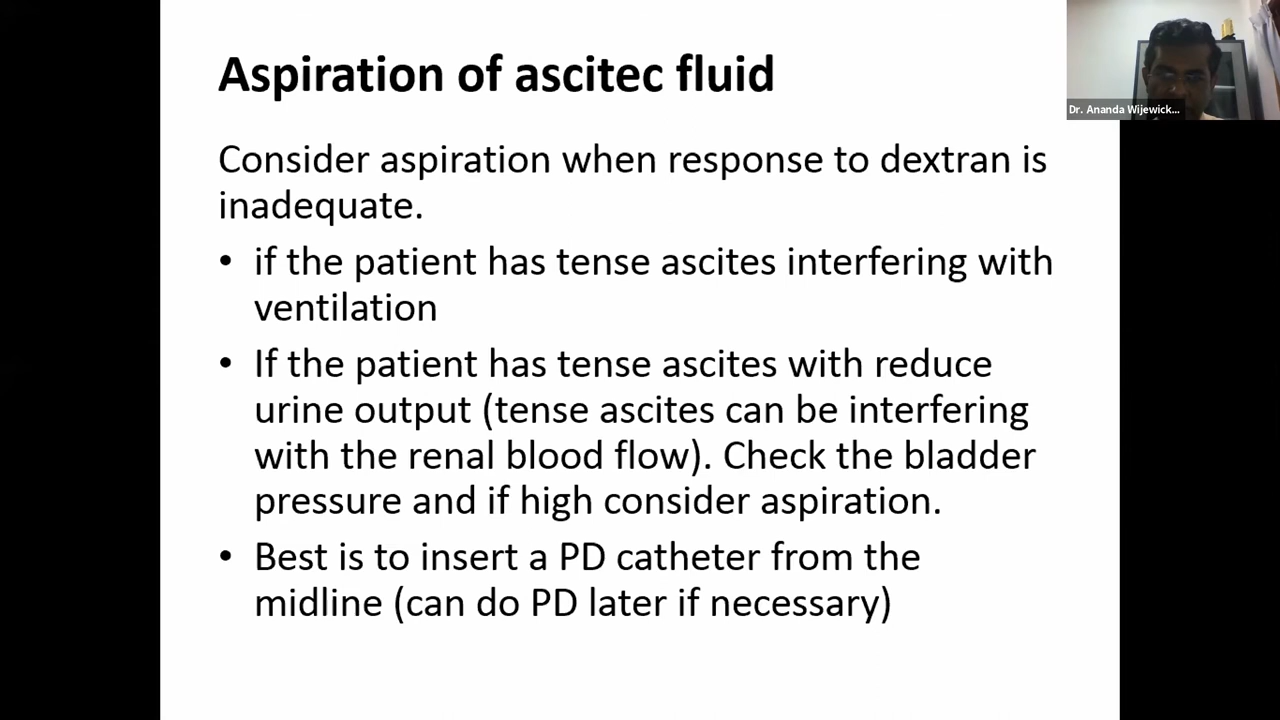 Aspiration of ascitec fluid
Dr. Ananda Wijewick...
Consider aspiration when response to dextran is
inadequate.
• if the patient has tense ascites interfering with
ventilation
• If the patient has tense ascites with reduce
urine output (tense ascites can be interfering
with the renal blood flow). Check the bladder
pressure and if high consider aspiration.
• Best is to insert a PD catheter from the
midline (can do PD later if necessary)